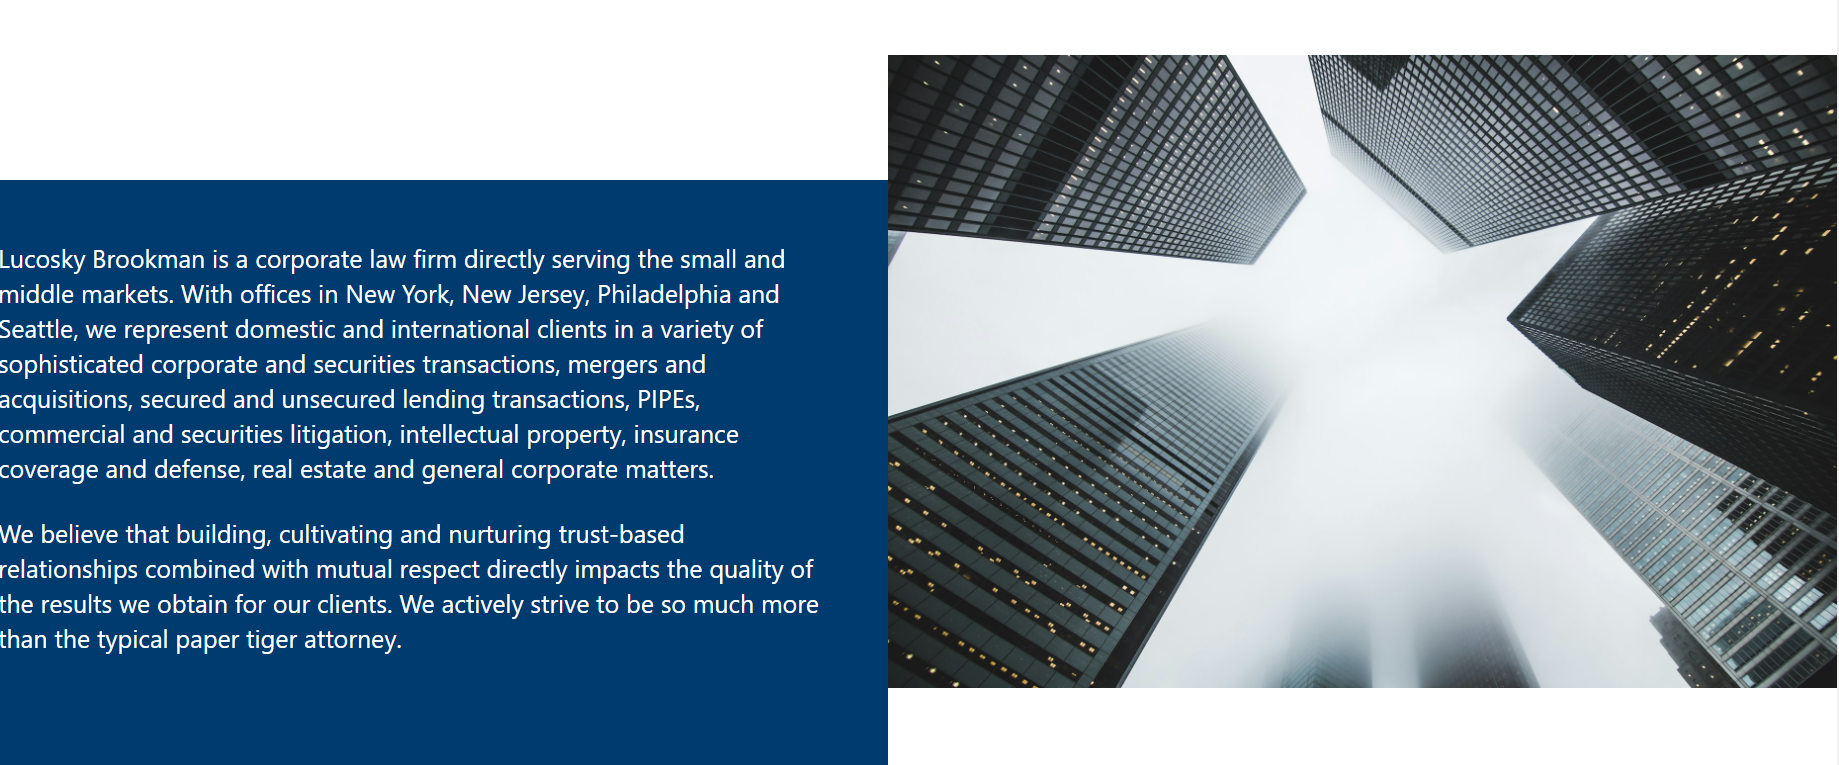 Lucosky Brookman is a corporate law firm directly serving the small and
middle markets. With offices in New York, New Jersey, Philadelphia and
Seattle, we represent domestic and international clients in a variety of
sophisticated corporate and securities transactions, mergers and
acquisitions, secured and unsecured lending transactions, PIPEs,
commercial and securities litigation, intellectual property, insurance
coverage and defense, real estate and general corporate matters.
We believe that building, cultivating and nurturing trust-based
relationships combined with mutual respect directly impacts the quality of
the results we obtain for our clients. We actively strive to be so much more
than the typical paper tiger attorney.